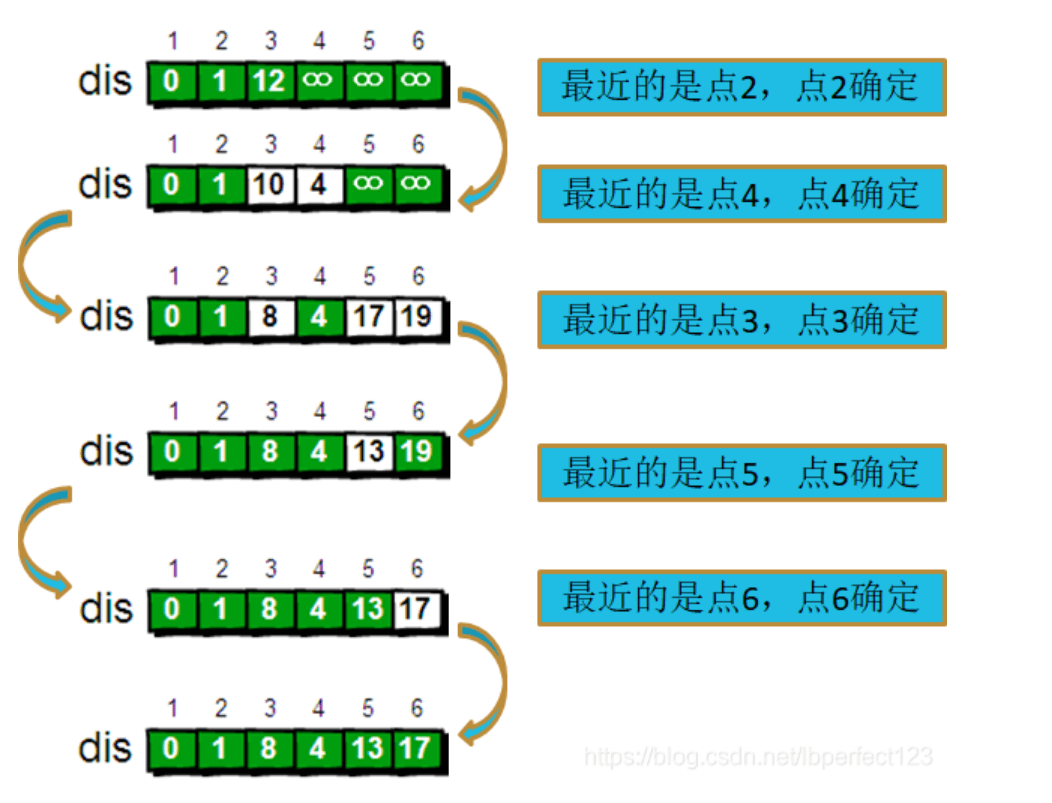 1 2 3 4 5 6
dis 0 1 12 ∞ ∞ ∞
最近的是点2，点2确定
1 2 3 4 5 6
dis 0 1 10 4 ∞ ∞
最近的是点4，点4确定
1 2 3 4 5 6
dis 0 1 8 4 17 19
最近的是点3，点3确定
1 2 3 4 5 6
dis 0 1 8 4 13 19
最近的是点5，点5确定
1 2 3 4 5 6
dis 0 1 8 4 13 17
最近的是点6，点6确定
1 2 3 4 5 6
dis 0 1 8 4 13 17
https://blog.csdn.net/lbperfect123